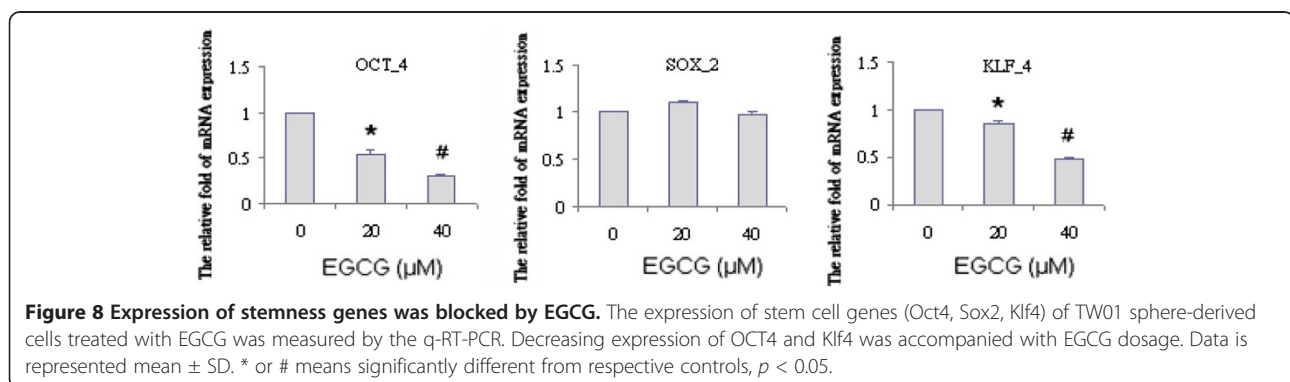 The relative fold of mRNA expression
OCT_4
1.5
1
0.5
0
*
#
0 20 40
EGCG (µM)
The relative fold of mRNA expression
SOX_2
1.5
1
0.5
0
0 20 40
EGCG (µM)
The relative fold of mRNA expression
KLF_4
1.5
1
0.5
0
*
#
0 20 40
EGCG (µM)
Figure 8 Expression of stemness genes was blocked by EGCG. The expression of stem cell genes (Oct4, Sox2, Klf4) of TW01 sphere-derived
cells treated with EGCG was measured by the q-RT-PCR. Decreasing expression of OCT4 and Klf4 was accompanied with EGCG dosage. Data is
represented mean ± SD. * or # means significantly different from respective controls, p < 0.05.